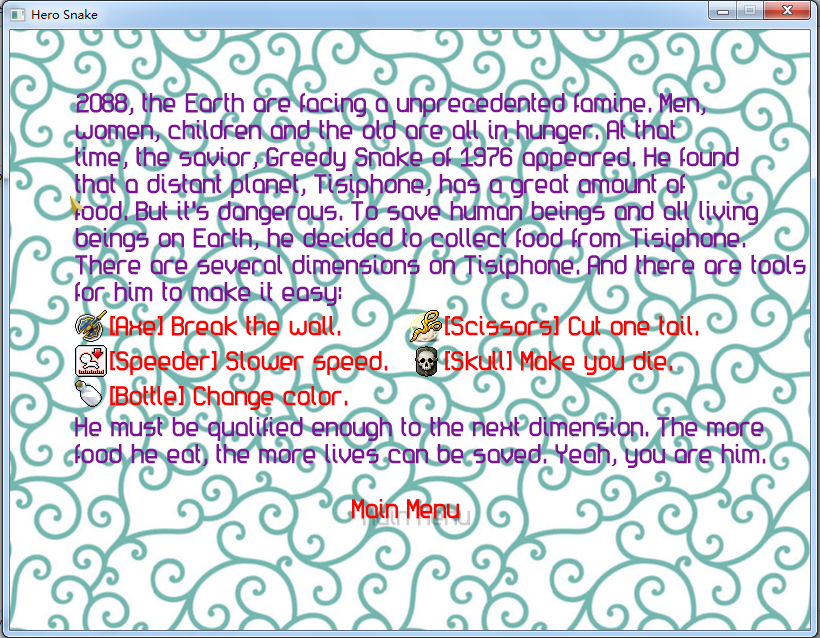 Hero Snake
2088, the Earth are facing a unprecedented famine. Men,
women, children and the old are all in hunger. At that
time, the savior, Greedy Snake of 1976 appeared. He found
that a distant planet, Tisiphone, has a great amount of
food. But it's dangerous. To save human beings and all living
beings on Earth, he decided to collect food from Tisiphone.
There are several dimensions on Tisiphone. And there are tools
for him to make it easy:
[Axe] Break the wall. [Scissors] Cut one tail.
[Speeder] Slower speed. [Skull] Make you die.
[Bottle] Change color.
He must be qualified enough to the next dimension. The more
food he eat, the more lives can be saved. Yeah, you are him.
Main Menu